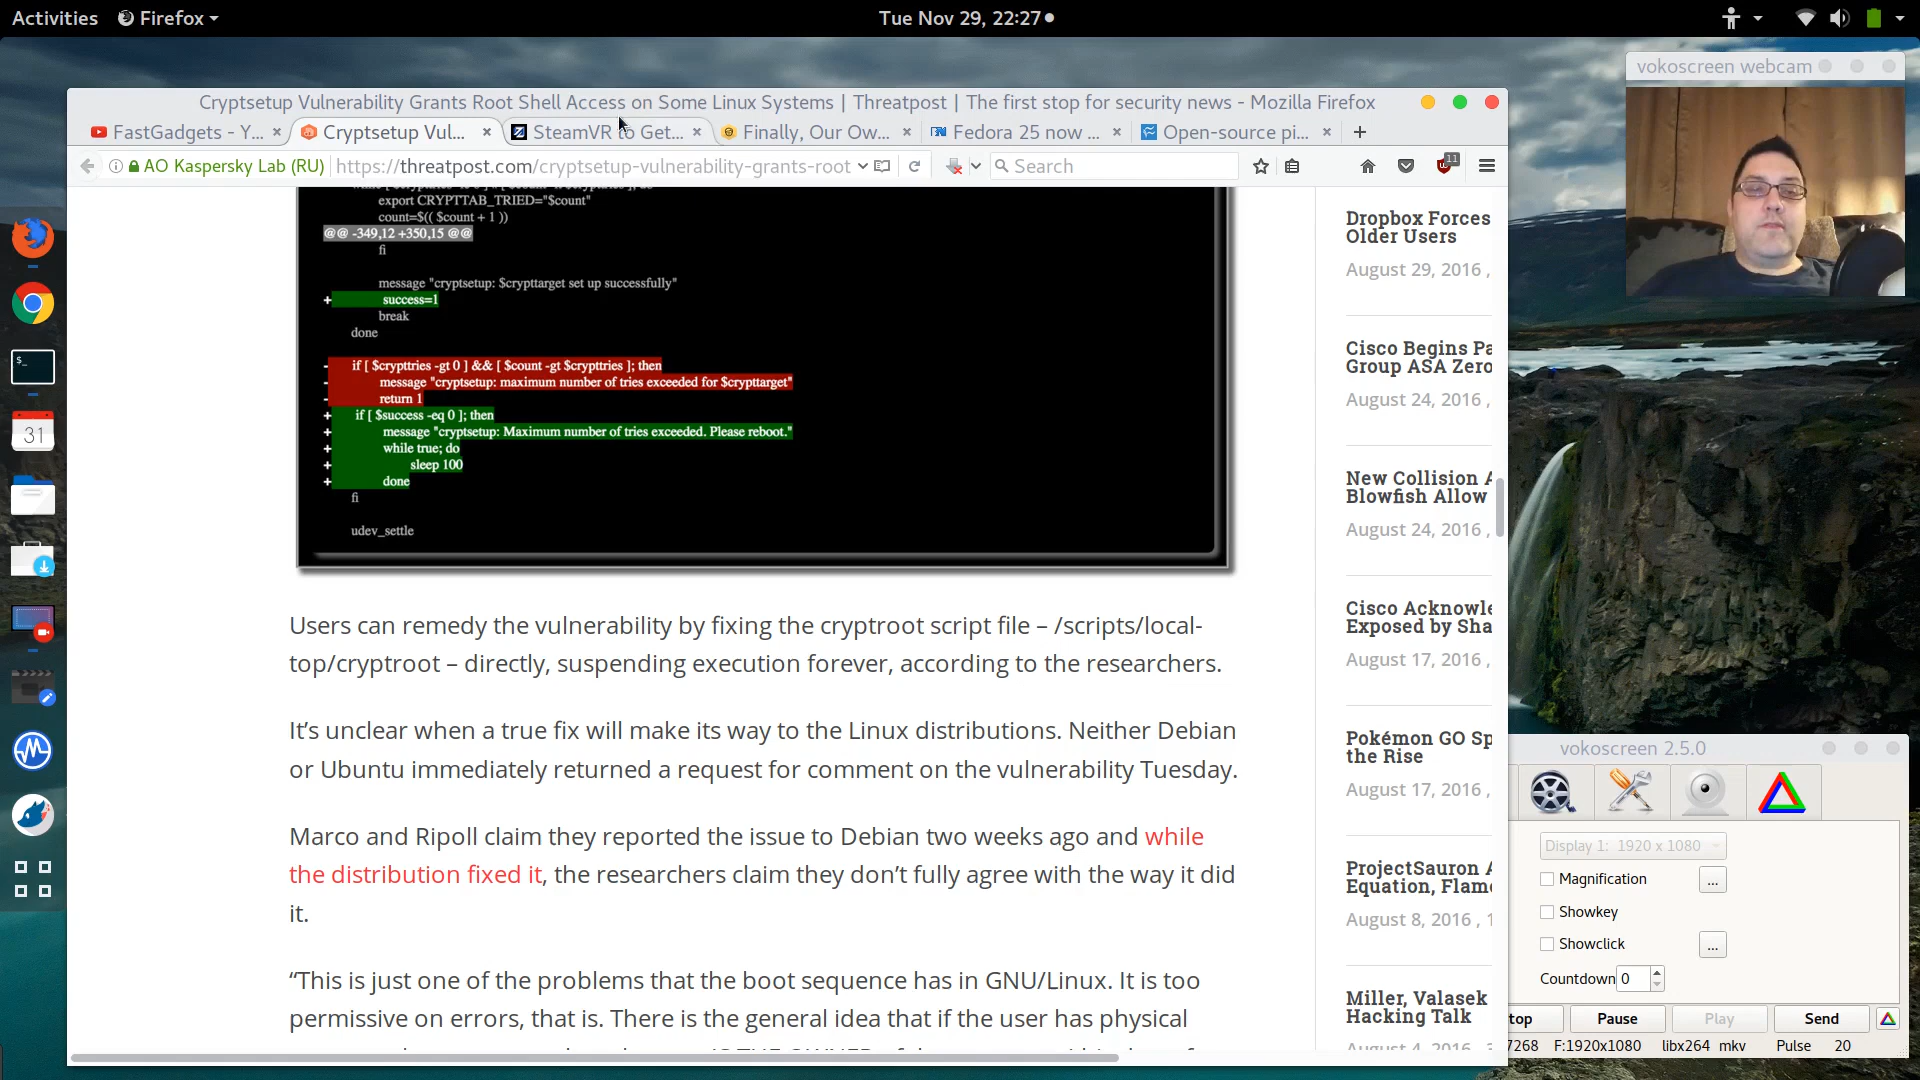 Activities Firefox Tue Nov 29, 22:27
vokoscreen webcam
Cryptsetup Vulnerability Grants Root Shell Access on Some Linux Systems | Threatpost | The first stop for security news - Mozilla Firefox
FastGadgets - Y... × Cryptsetup Vul... × SteamVR to Get... × Finally, Our Ow... × Fedora 25 now ... × Open-source pi... × +
AO Kaspersky Lab (RU) https://threatpost.com/cryptsetup-vulnerability-grants-root Search 11
export CRYPTTAB_TRIED="$count"
count=$(( $count + 1 ))
@@ -349,12 +350,15 @@
fi
message "cryptsetup: $crypttarget set up successfully"
+ success=1
break
done
- if [ $crypttries -gt 0 ] && [ $count -gt $crypttries ]; then
- message "cryptsetup: maximum number of tries exceeded for $crypttarget"
- return 1
+ if [ $success -eq 0 ]; then
+ message "cryptsetup: Maximum number of tries exceeded. Please reboot."
+ while true; do
+ sleep 100
+ done
fi
udev_settle
Users can remedy the vulnerability by fixing the cryptroot script file – /scripts/local-
top/cryptroot – directly, suspending execution forever, according to the researchers.
It’s unclear when a true fix will make its way to the Linux distributions. Neither Debian
or Ubuntu immediately returned a request for comment on the vulnerability Tuesday.
Marco and Ripoll claim they reported the issue to Debian two weeks ago and while
the distribution fixed it, the researchers claim they don’t fully agree with the way it did
it.
“This is just one of the problems that the boot sequence has in GNU/Linux. It is too
permissive on errors, that is. There is the general idea that if the user has physical
Dropbox Forces
Older Users
August 29, 2016 ,
Cisco Begins Pa
Group ASA Zero
August 24, 2016 ,
New Collision A
Blowfish Allow
August 24, 2016 ,
Cisco Acknowle
Exposed by Sha
August 17, 2016 ,
Pokémon GO Sp
the Rise
August 17, 2016 ,
ProjectSauron A
Equation, Flame
August 8, 2016 , 1
Miller, Valasek
Hacking Talk
August 4, 2016 ,
31
vokoscreen 2.5.0
Display 1: 1920 x 1080
Magnification ...
Showkey
Showclick ...
Countdown 0
top Pause Play Send
7268 F:1920x1080 libx264 mkv Pulse 20